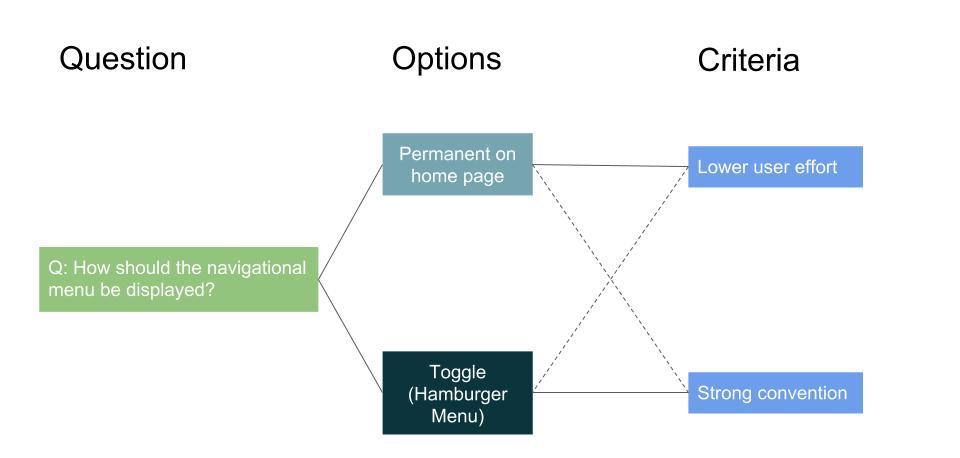 Question
Options
Criteria
Permanent on
home page
Lower user effort
Q: How should the navigational
menu be displayed?
Toggle
(Hamburger
Menu)
Strong convention